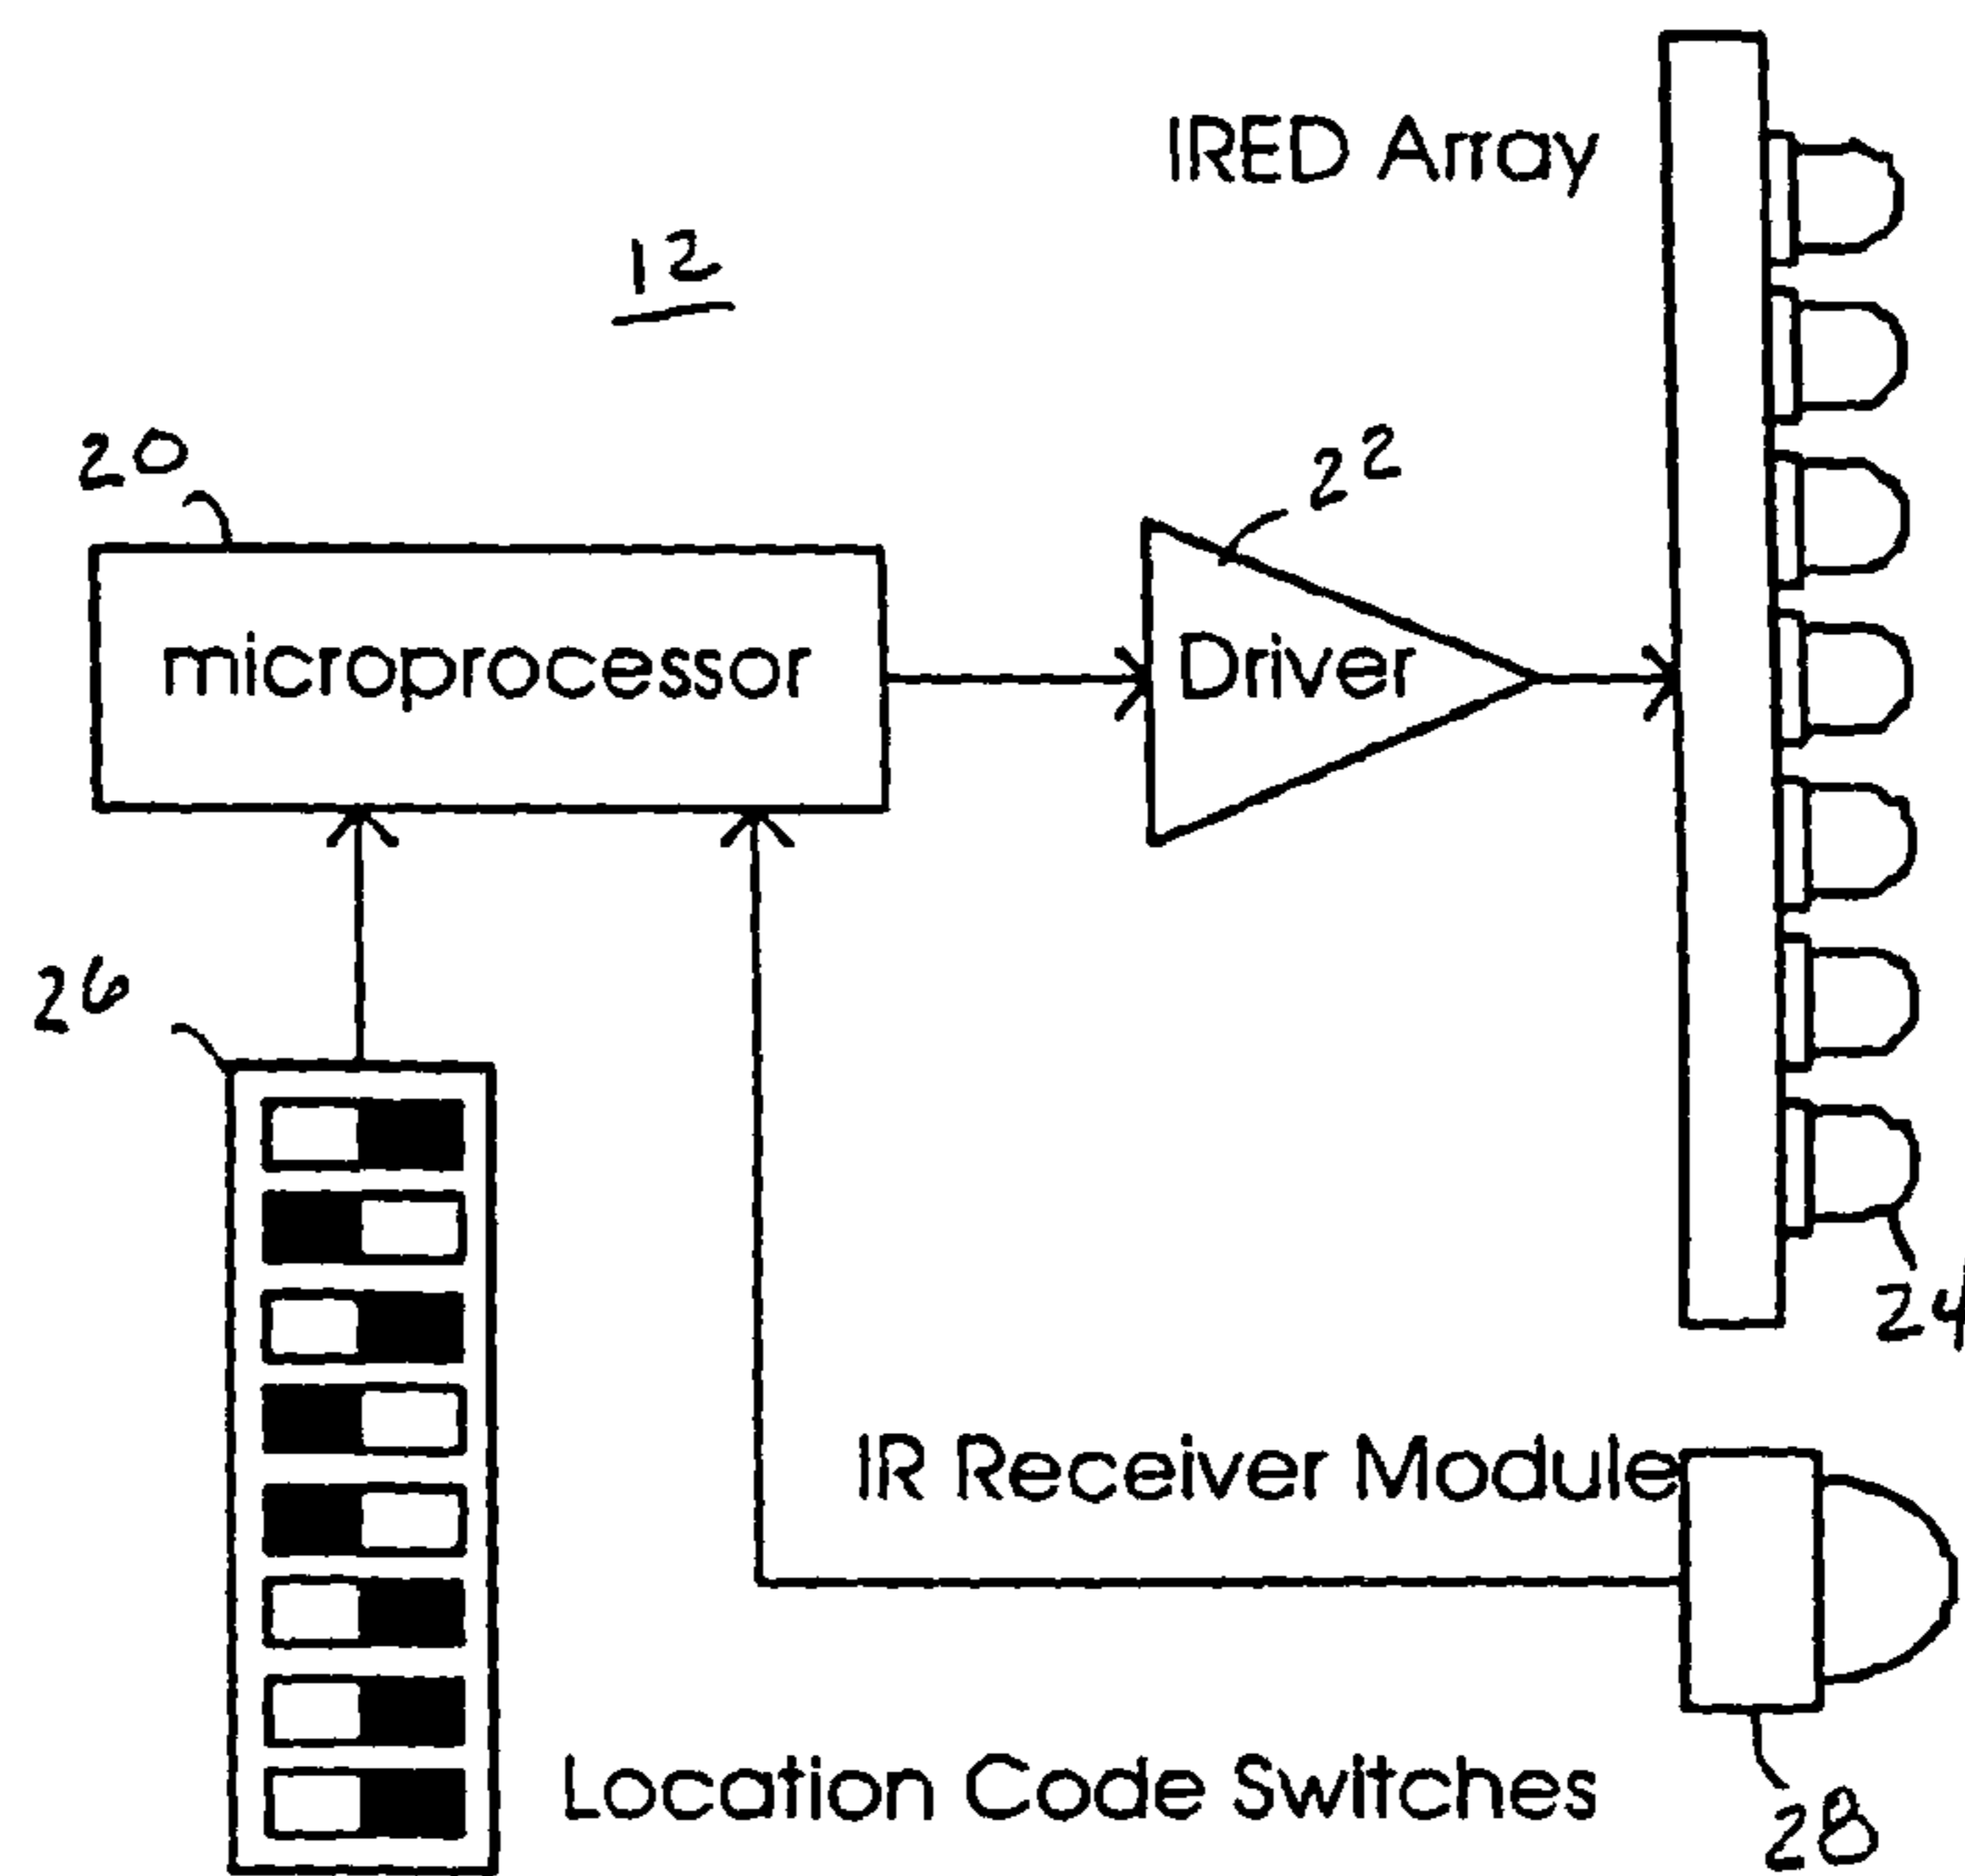 IRED Array
12
20
22
microprocessor
Driver
26
24
IR Receiver Module
Location Code Switches
28